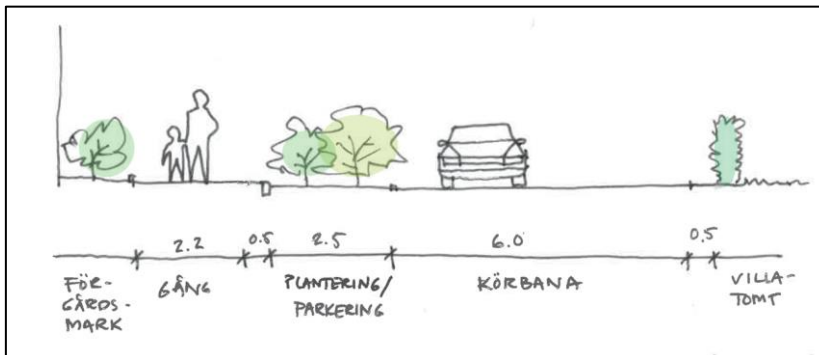 2.2 0.5 2.5 6.0 0.5
FÖR-
GÅRDS-
MARK
GÅNG
PLANTERING/
PARKERING
KÖRBANA
VILLA-
TOMT